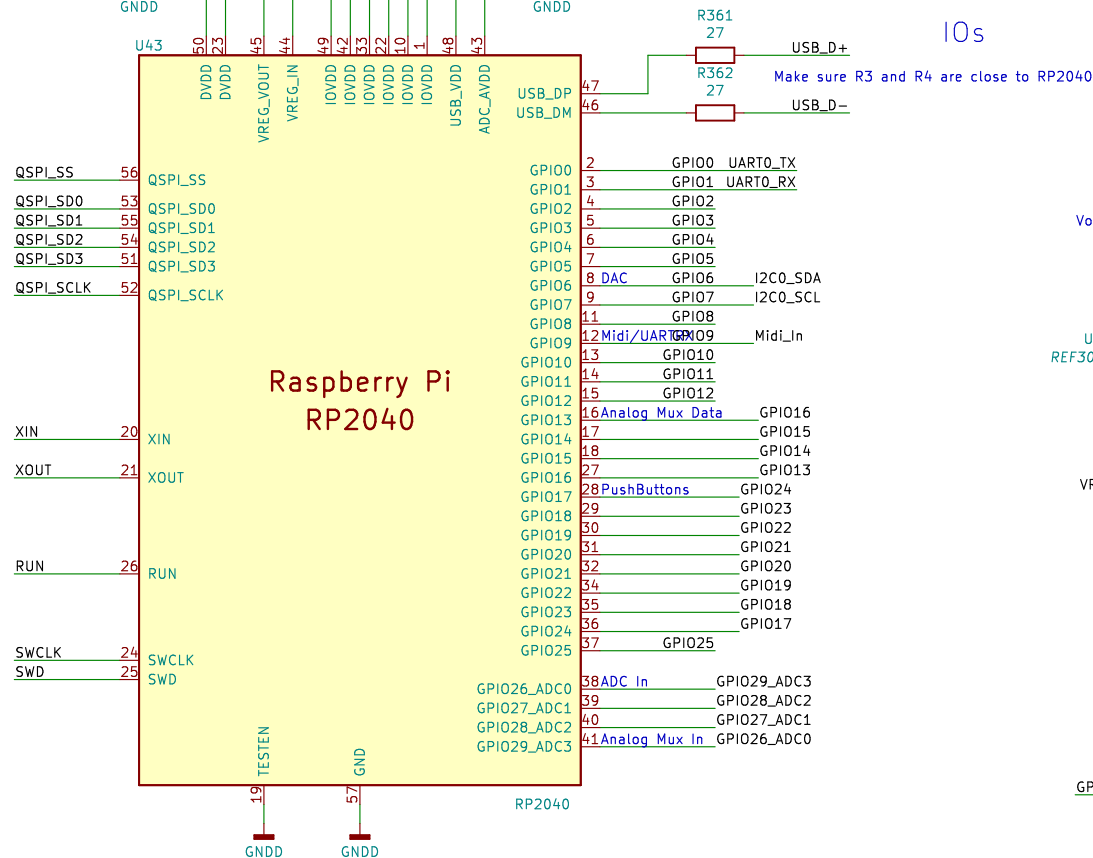 GNDD
GNDD
U43
50 23 45 44 49 42 33 22 10 1 48 43
DVDD DVDD VREG_VOUT VREG_IN IOVDD IOVDD IOVDD IOVDD IOVDD IOVDD USB_VDD ADC_AVDD
R361
27
USB_D+
IOs
R362
27
Make sure R3 and R4 are close to RP2040
USB_DP 47
USB_DM 46 USB_D-
QSPI_SS 56 QSPI_SS
QSPI_SD0 53 QSPI_SD0
QSPI_SD1 55 QSPI_SD1
QSPI_SD2 54 QSPI_SD2
QSPI_SD3 51 QSPI_SD3
QSPI_SCLK 52 QSPI_SCLK
XIN 20 XIN
XOUT 21 XOUT
RUN 26 RUN
SWCLK 24 SWCLK
SWD 25 SWD
Raspberry Pi
RP2040
GPIO0 2 GPIO0 UART0_TX
GPIO1 3 GPIO1 UART0_RX
GPIO2 4 GPIO2
GPIO3 5 GPIO3
GPIO4 6 GPIO4
GPIO5 7 GPIO5
GPIO6 8 DAC GPIO6 I2C0_SDA
GPIO7 9 GPIO7 I2C0_SCL
GPIO8 11 GPIO8
GPIO9 12 Midi/UARTRX GPIO9 Midi_In
GPIO10 13 GPIO10
GPIO11 14 GPIO11
GPIO12 15 GPIO12
GPIO13 16 Analog Mux Data GPIO16
GPIO14 17 GPIO15
GPIO15 18 GPIO14
GPIO16 27 GPIO13
GPIO17 28 PushButtons GPIO24
GPIO18 29 GPIO23
GPIO19 30 GPIO22
GPIO20 31 GPIO21
GPIO21 32 GPIO20
GPIO22 34 GPIO19
GPIO23 35 GPIO18
GPIO24 36 GPIO17
GPIO25 37 GPIO25
GPIO26_ADC0 38 ADC In GPIO29_ADC3
GPIO27_ADC1 39 GPIO28_ADC2
GPIO28_ADC2 40 GPIO27_ADC1
GPIO29_ADC3 41 Analog Mux In GPIO26_ADC0
TESTEN GND
19 57
RP2040
GNDD GNDD
Vo
U
REF30
GP